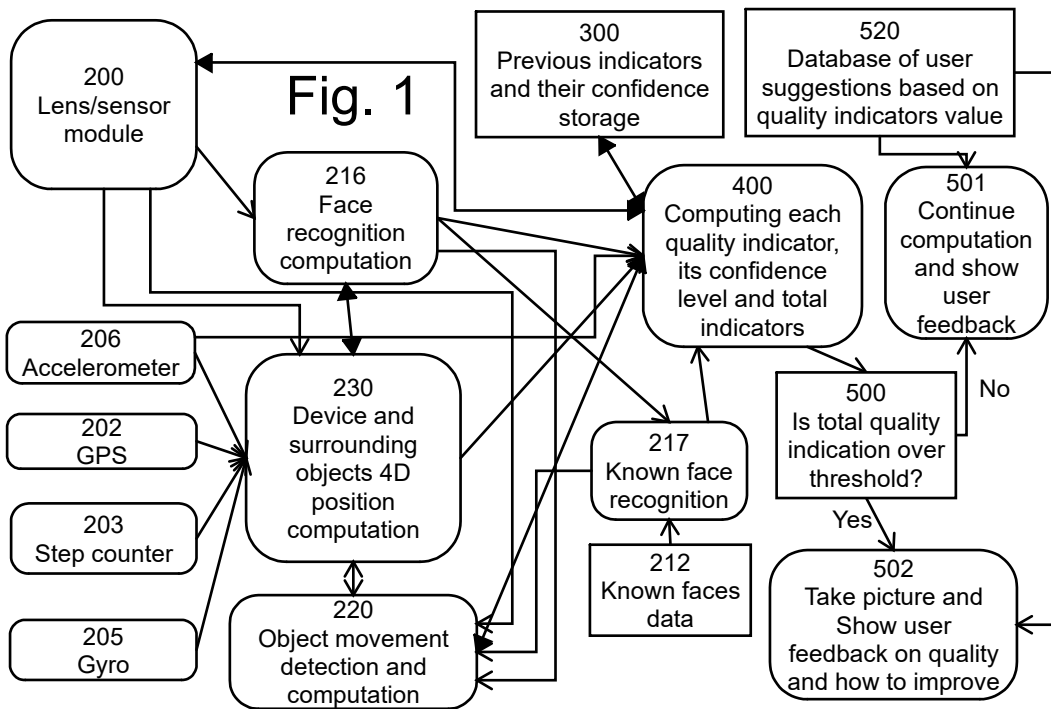 200
Lens/sensor
module
Fig. 1
300
Previous indicators
and their confidence
storage
520
Database of user
suggestions based on
quality indicators value
216
Face
recognition
computation
400
Computing each
quality indicator,
its confidence
level and total
indicators
501
Continue
computation
and show
user
feedback
206
Accelerometer
202
GPS
203
Step counter
205
Gyro
230
Device and
surrounding
objects 4D
position
computation
220
Object movement
detection and
computation
217
Known face
recognition
212
Known faces
data
500
Is total quality
indication over
threshold?
No
Yes
502
Take picture and
Show user
feedback on quality
and how to improve